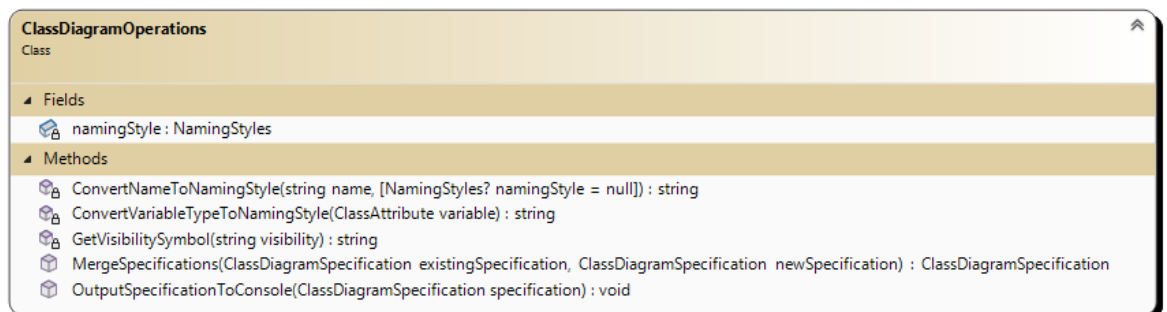 ClassDiagramOperations
Class
Fields
namingStyle : NamingStyles
Methods
ConvertNameToNamingStyle(string name, [NamingStyles? namingStyle = null]) : string
ConvertVariableTypeToNamingStyle(ClassAttribute variable) : string
GetVisibilitySymbol(string visibility) : string
MergeSpecifications(ClassDiagramSpecification existingSpecification, ClassDiagramSpecification newSpecification) : ClassDiagramSpecification
OutputSpecificationToConsole(ClassDiagramSpecification specification) : void